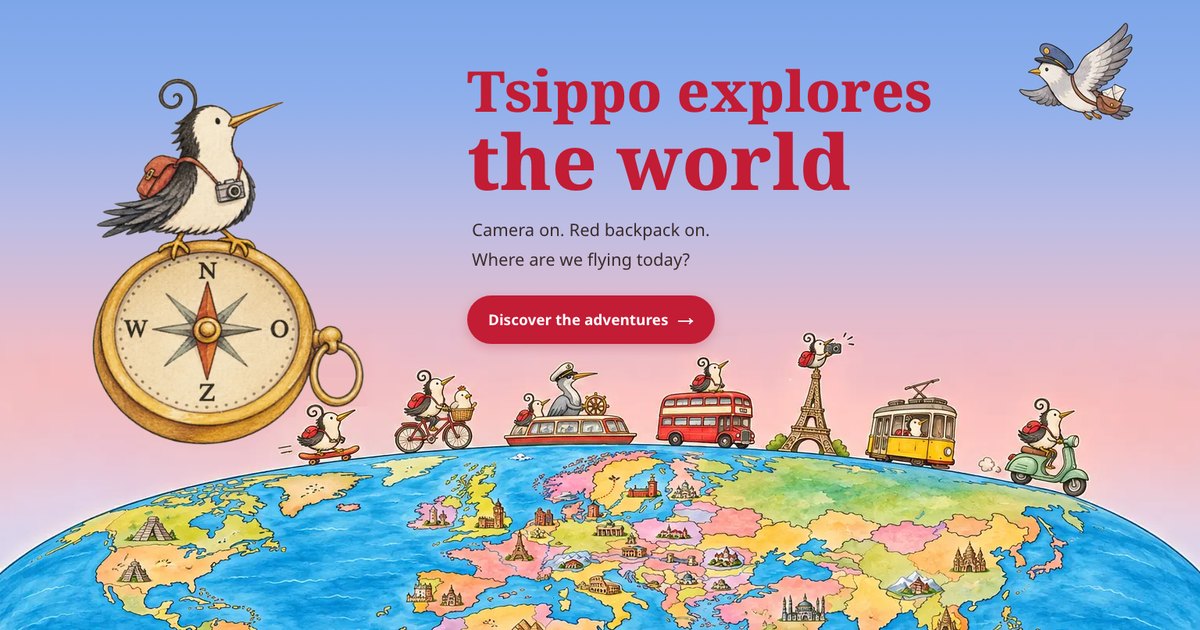 Tsippo explores
the world
Camera on. Red backpack on.
Where are we flying today?
Discover the adventures →
N
W O
Z